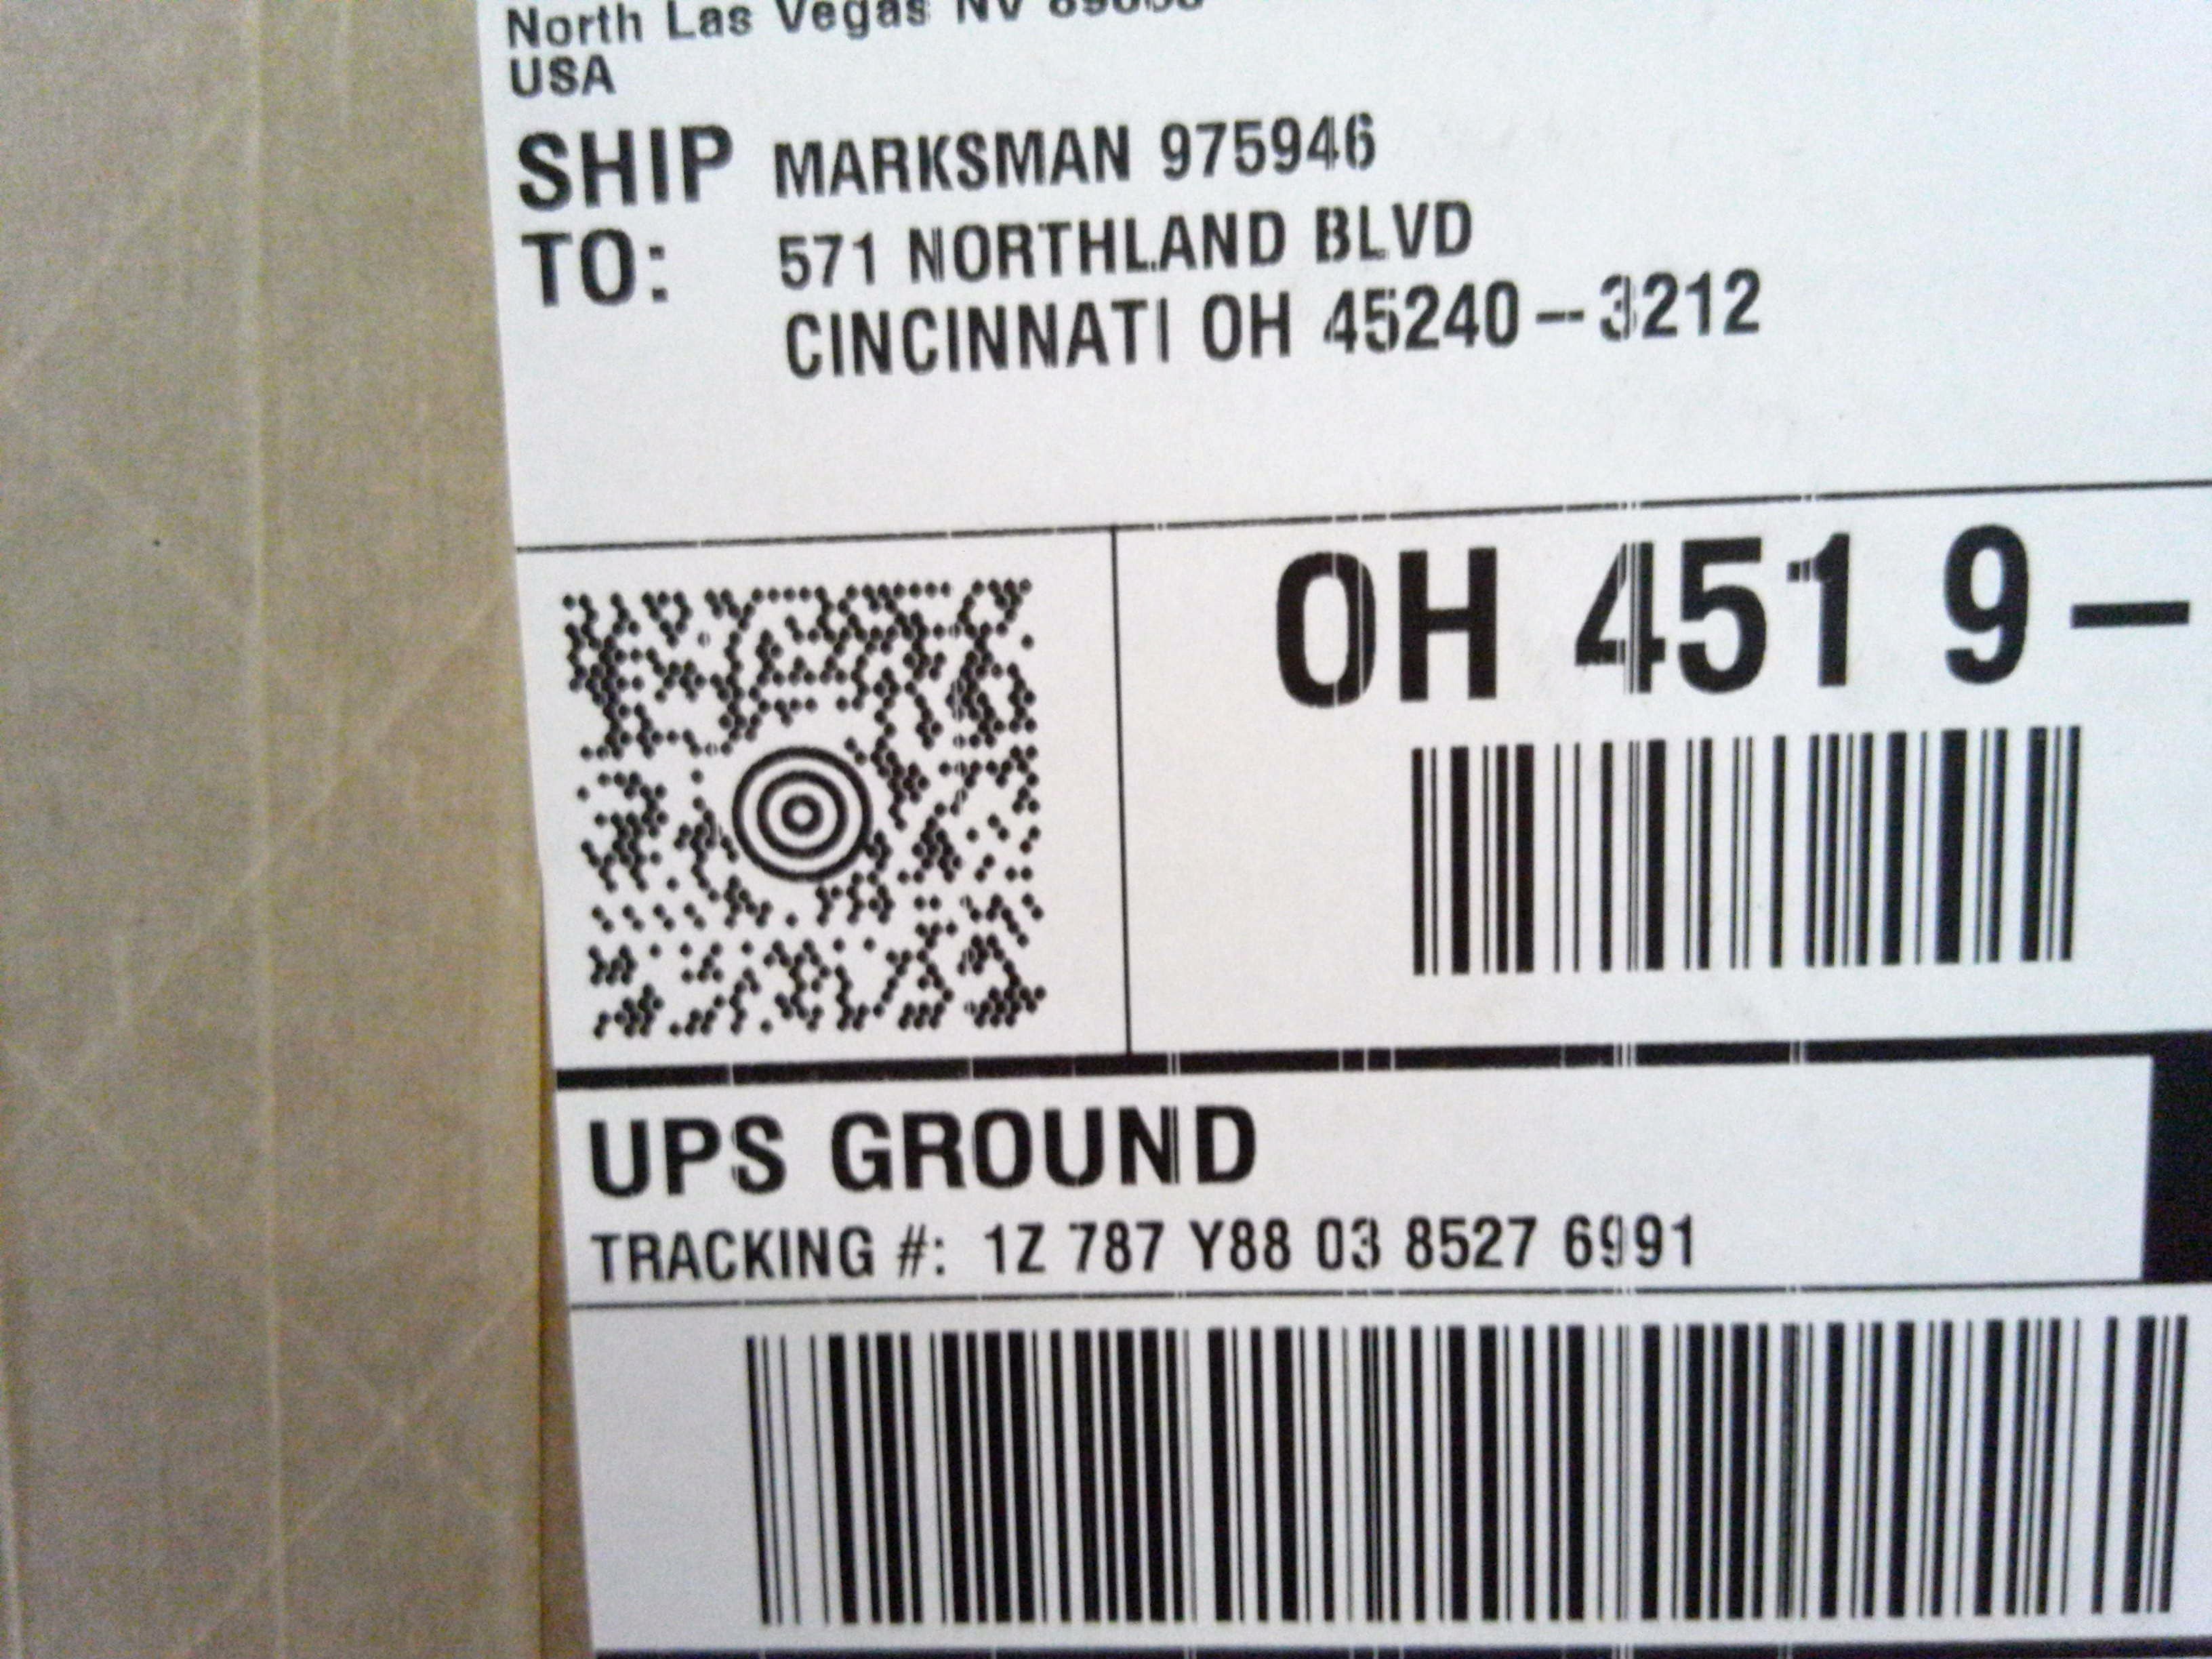 North Las Vegas NV
USA
SHIP TO: MARKSMAN 975946
571 NORTHLAND BLVD
CINCINNATI OH 45240-3212
OH 451 9-
UPS GROUND
TRACKING #: 1Z 787 Y88 03 8527 6991